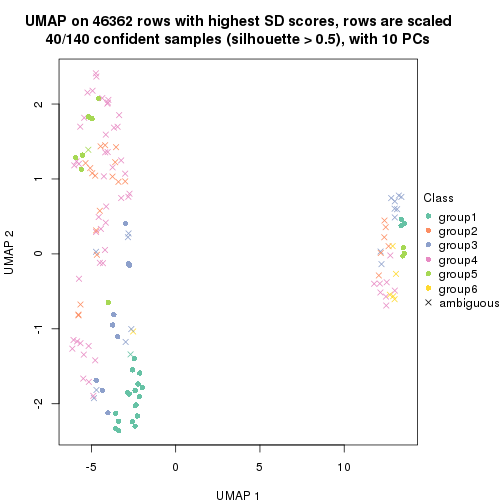 UMAP on 46362 rows with highest SD scores, rows are scaled
40/140 confident samples (silhouette > 0.5), with 10 PCs
2
1
0
-1
-2
UMAP 2
-5
0
5
10
UMAP 1
Class
group1
group2
group3
group4
group5
group6
ambiguous